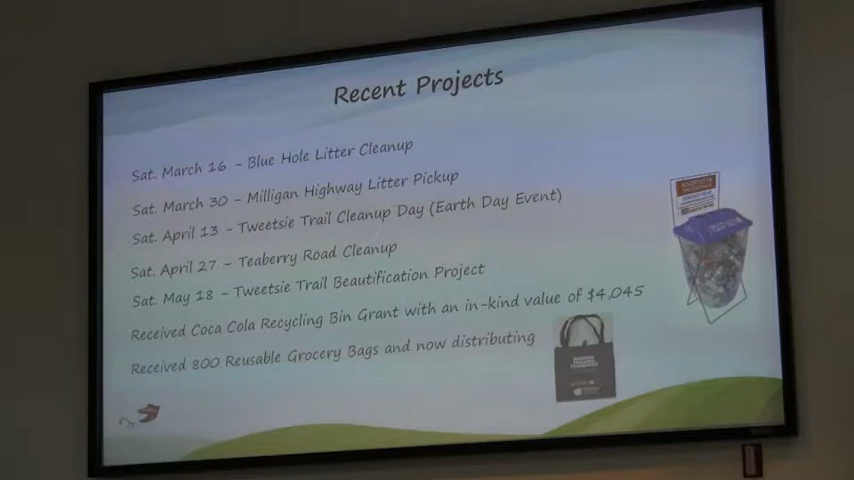 Recent Projects
Sat. March 16 - Blue Hole Litter Cleanup
Sat. March 30 - Milligan Highway Litter Pickup
Sat. April 13 - Tweetsie Trail Cleanup Day (Earth Day Event)
Sat. April 27 - Teaberry Road Cleanup
Sat. May 18 - Tweetsie Trail Beautification Project
Received Coca Cola Recycling Bin Grant with an in-kind value of $4,045
Received 800 Reusable Grocery Bags and now distributing